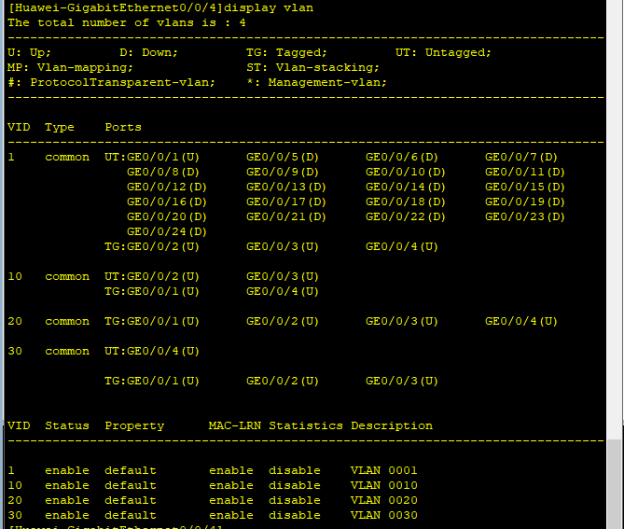 [Huawei-GigabitEthernet0/0/4]display vlan
The total number of vlans is : 4
--------------------------------------------------------------------------------
U: Up;         D: Down;         TG: Tagged;         UT: Untagged;
MP: Vlan-mapping;               ST: Vlan-stacking;
#: ProtocolTransparent-vlan;    *: Management-vlan;
--------------------------------------------------------------------------------
VID  Type    Ports
--------------------------------------------------------------------------------
1    common  UT:GE0/0/1(U)      GE0/0/5(D)      GE0/0/6(D)      GE0/0/7(D)
GE0/0/8(D)      GE0/0/9(D)      GE0/0/10(D)     GE0/0/11(D)
GE0/0/12(D)     GE0/0/13(D)     GE0/0/14(D)     GE0/0/15(D)
GE0/0/16(D)     GE0/0/17(D)     GE0/0/18(D)     GE0/0/19(D)
GE0/0/20(D)     GE0/0/21(D)     GE0/0/22(D)     GE0/0/23(D)
GE0/0/24(D)
TG:GE0/0/2(U)      GE0/0/3(U)      GE0/0/4(U)
10   common  UT:GE0/0/2(U)      GE0/0/3(U)
TG:GE0/0/1(U)      GE0/0/4(U)
20   common  TG:GE0/0/1(U)      GE0/0/2(U)      GE0/0/3(U)      GE0/0/4(U)
30   common  UT:GE0/0/4(U)
TG:GE0/0/1(U)      GE0/0/2(U)      GE0/0/3(U)
VID  Status  Property      MAC-LRN Statistics Description
--------------------------------------------------------------------------------
1    enable  default       enable  disable    VLAN 0001
10   enable  default       enable  disable    VLAN 0010
20   enable  default       enable  disable    VLAN 0020
30   enable  default       enable  disable    VLAN 0030
[Huawei-GigabitEthernet0/0/4]